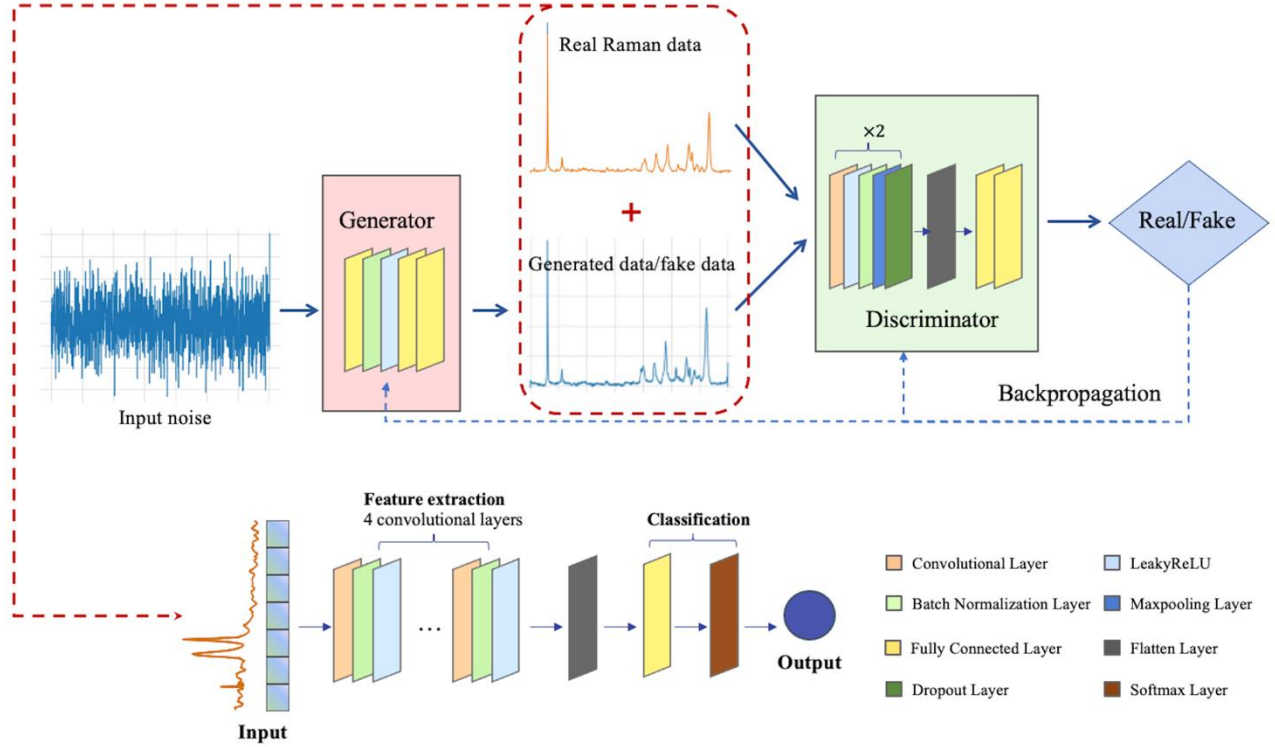 Real Raman data
×2
Generator
+
Real/Fake
Generated data/fake data
Discriminator
Backpropagation
Input noise
Feature extraction
4 convolutional layers
Classification
...
Output
Input
Convolutional Layer
LeakyReLU
Batch Normalization Layer
Maxpooling Layer
Fully Connected Layer
Flatten Layer
Dropout Layer
Softmax Layer